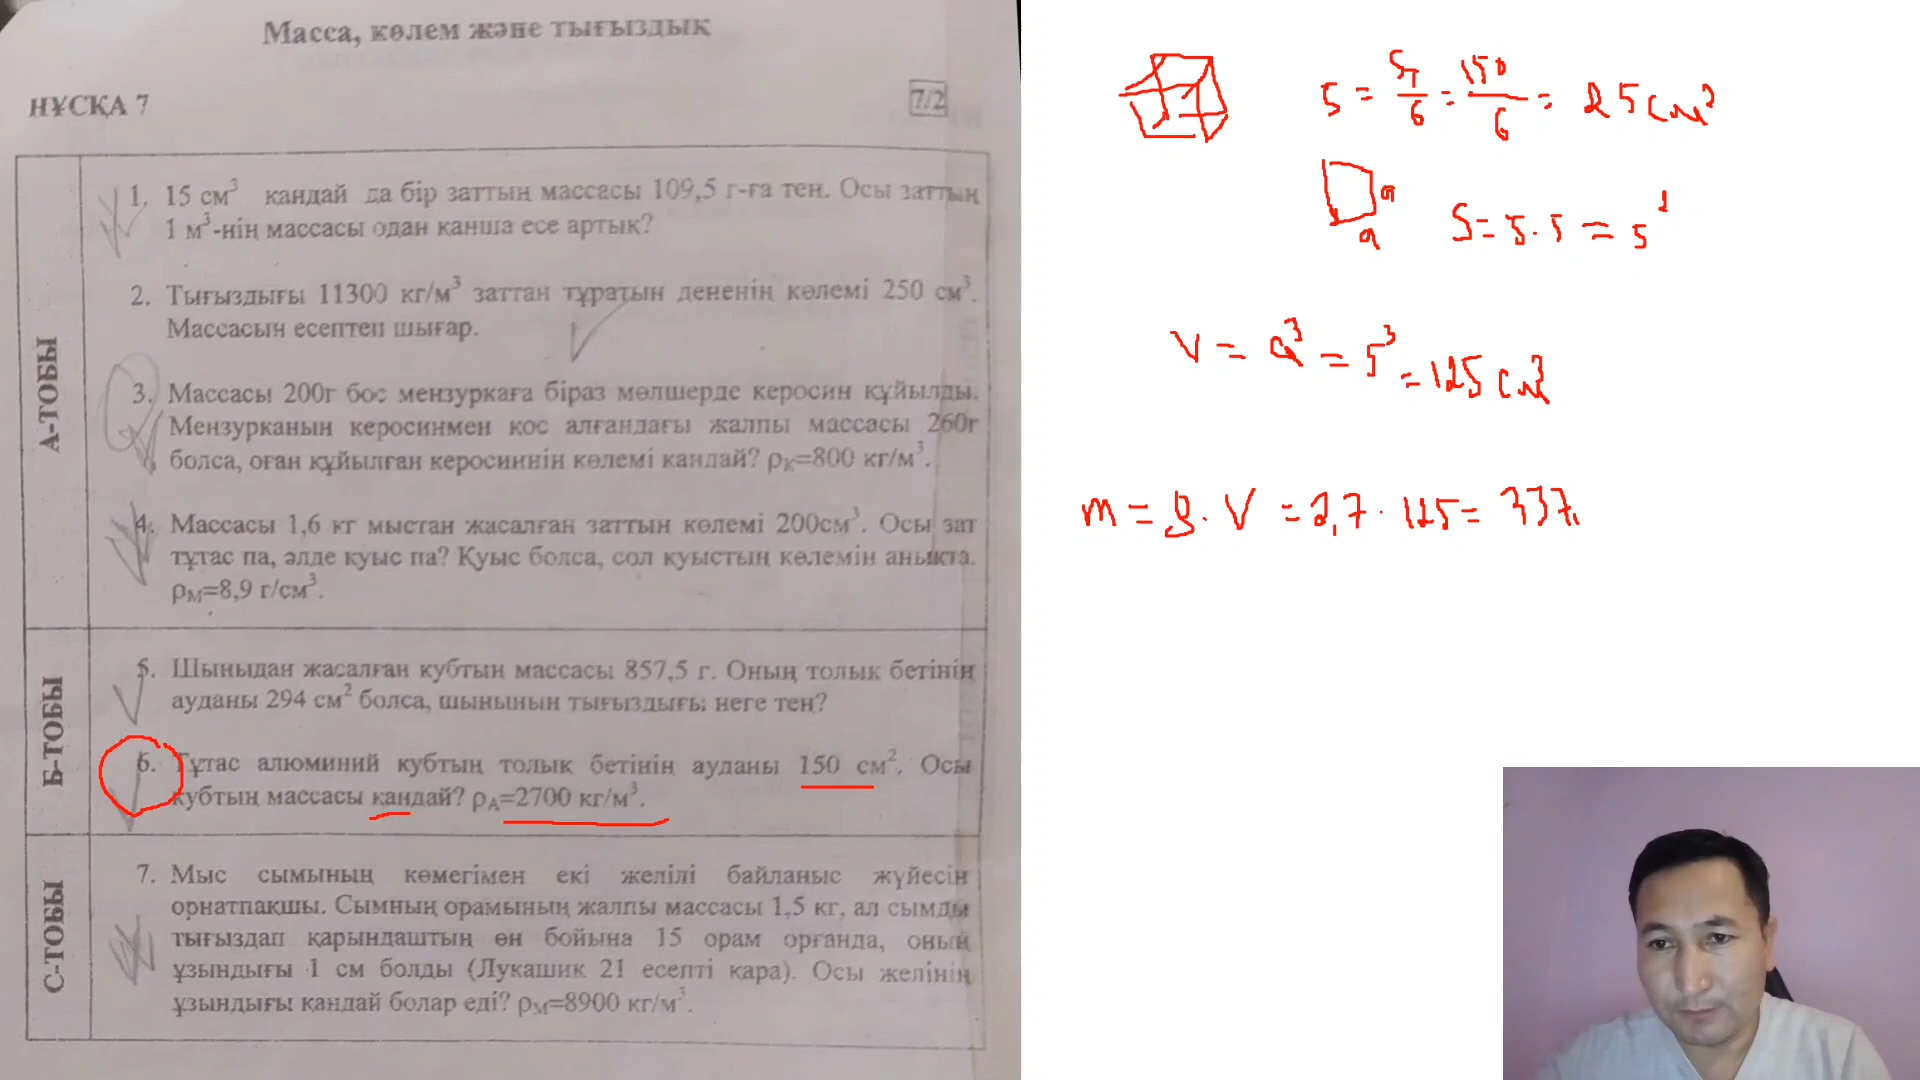 Масса, көлем және тығыздық
НҰСҚА 7
7/2
А-ТОБЫ
1. 15 см³ қандай да бір заттың массасы 109,5 г-ға тең. Осы заттың
1 м³-нің массасы одан қанша есе артық?
2. Тығыздығы 11300 кг/м³ заттан тұратын дененің көлемі 250 см³.
Массасын есептеп шығар.
3. Массасы 200г бос мензуркаға біраз мөлшерде керосин құйылды.
Мензурканың керосинмен қос алғандағы жалпы массасы 260г
болса, оған құйылған керосиннің көлемі қандай? ρК=800 кг/м³.
4. Массасы 1,6 кг мыстан жасалған заттын көлемі 200см³. Осы зат
тұтас па, әлде қуыс па? Қуыс болса, сол қуыстың көлемін анықта.
ρМ=8,9 г/см³.
Б-ТОБЫ
5. Шыныдан жасалған кубтың массасы 857,5 г. Оның толық бетінің
ауданы 294 см² болса, шынының тығыздығы неге тең?
6. Тұтас алюминий кубтың толық бетінің ауданы 150 см². Осы
кубтың массасы қандай? ρА=2700 кг/м³.
С-ТОБЫ
7. Мыс сымының көмегімен екі желілі байланыс жүйесін
орнатпақшы. Сымның орамының жалпы массасы 1,5 кг, ал сымды
тығыздап қарындаштың өн бойына 15 орам орғанда, оның
ұзындығы 1 см болды (Лукашик 21 есепті қара). Осы желінің
ұзындығы қандай болар еді? ρМ=8900 кг/м³.
S = Sт/6 = 150/6 = 25 см²
a
a
S = 5 · 5 = 5²
V = a³ = 5³ = 125 см³
m = ρ · V = 2,7 · 125 = 337,